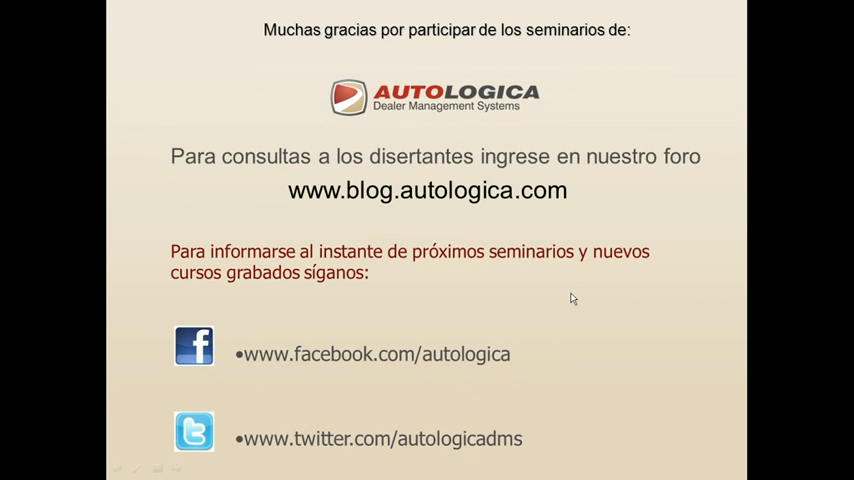 Muchas gracias por participar de los seminarios de:
AUTOLOGICA
Dealer Management Systems
Para consultas a los disertantes ingrese en nuestro foro
www.blog.autologica.com
Para informarse al instante de próximos seminarios y nuevos
cursos grabados síganos:
•www.facebook.com/autologica
•www.twitter.com/autologicadms